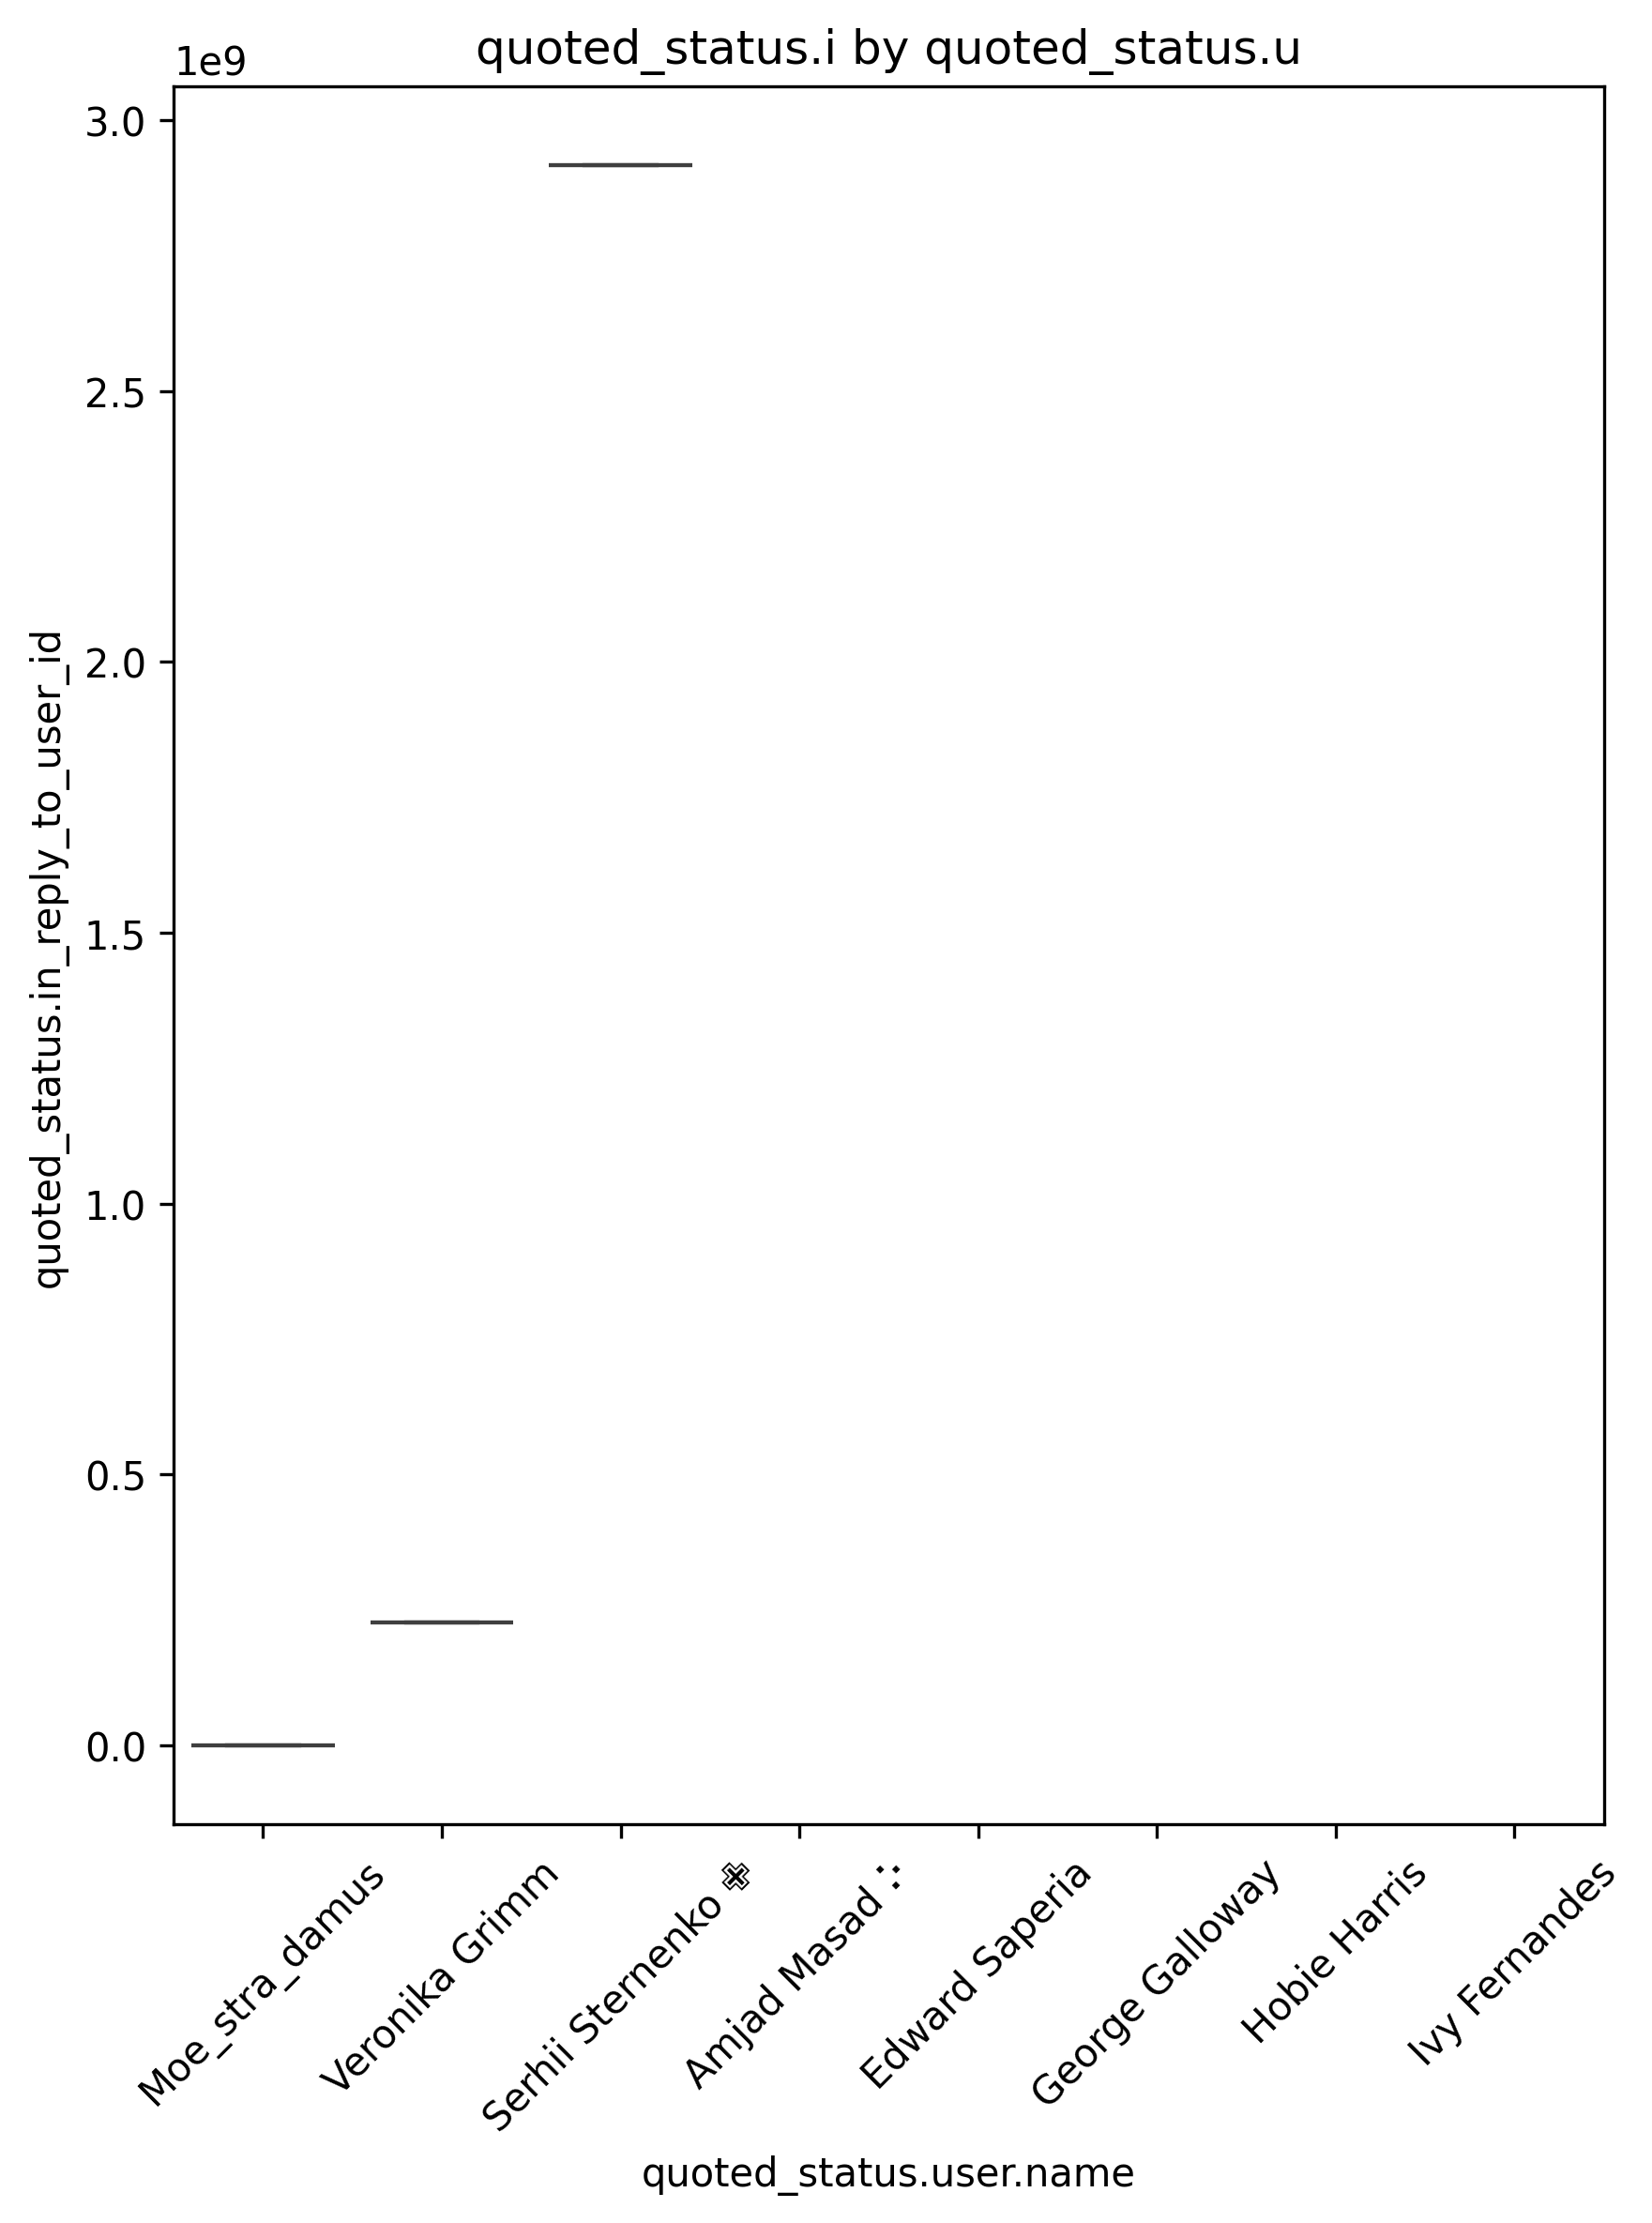 quoted_status.i by quoted_status.u
1e9
3.0
2.5
2.0
1.5
1.0
0.5
0.0
quoted_status.in_reply_to_user_id
Moe_stra_damus
Veronika Grimm
Serhii Sternenko ✙
Amjad Masad ⠕
Edward Saperia
George Galloway
Hobie Harris
Ivy Fernandes
quoted_status.user.name